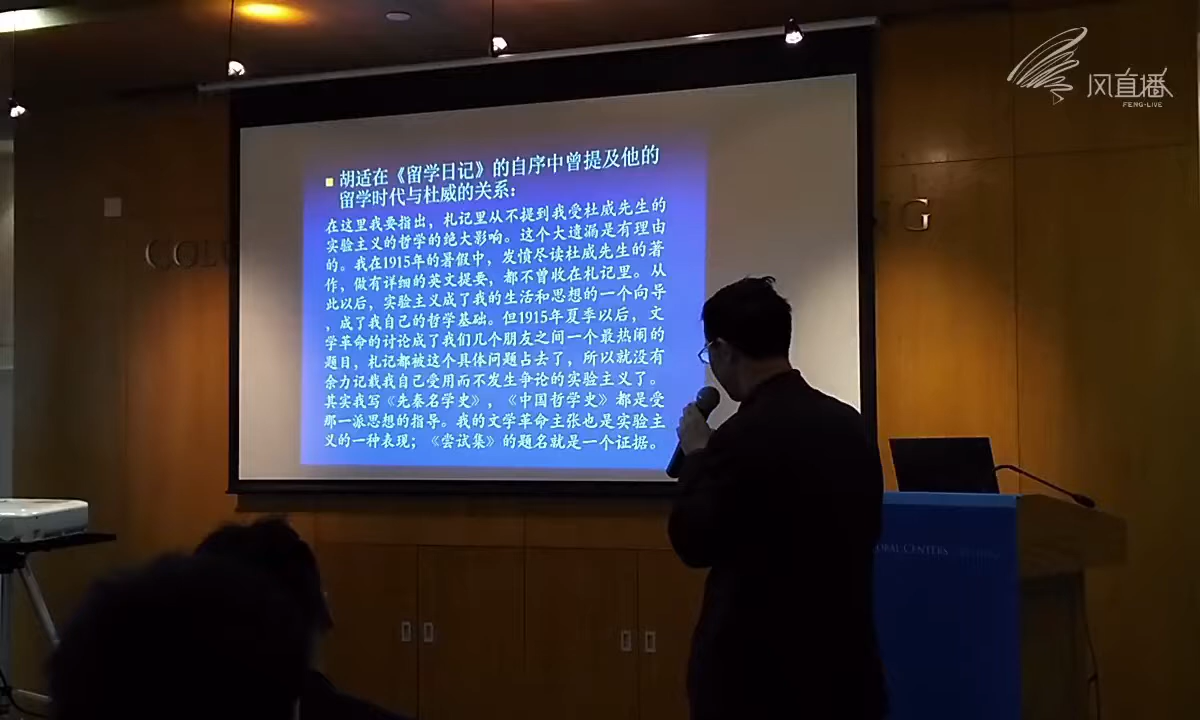 风直播
FENG-LIVE
胡适在《留学日记》的自序中曾提及他的
留学时代与杜威的关系：
在这里我要指出，札记里从不提到我受杜威先生的
实验主义的哲学的绝大影响。这个大遗漏是有理由
的。我在1915年的暑假中，发愤尽读杜威先生的著
作，做有详细的英文提要，都不曾收在札记里。从
此以后，实验主义成了我的生活和思想的一个向导
，成了我自己的哲学基础。但1915年夏季以后，文
学革命的讨论成了我们几个朋友之间一个最热闹的
题目，札记都被这个具体问题占去了，所以就没有
余力记载我自己受用而不发生争论的实验主义了。
其实我写《先秦名学史》，《中国哲学史》都是受
那一派思想的指导。我的文学革命主张也是实验主
义的一种表现；《尝试集》的题名就是一个证据。
COLU
NG
OBAL CENTERS